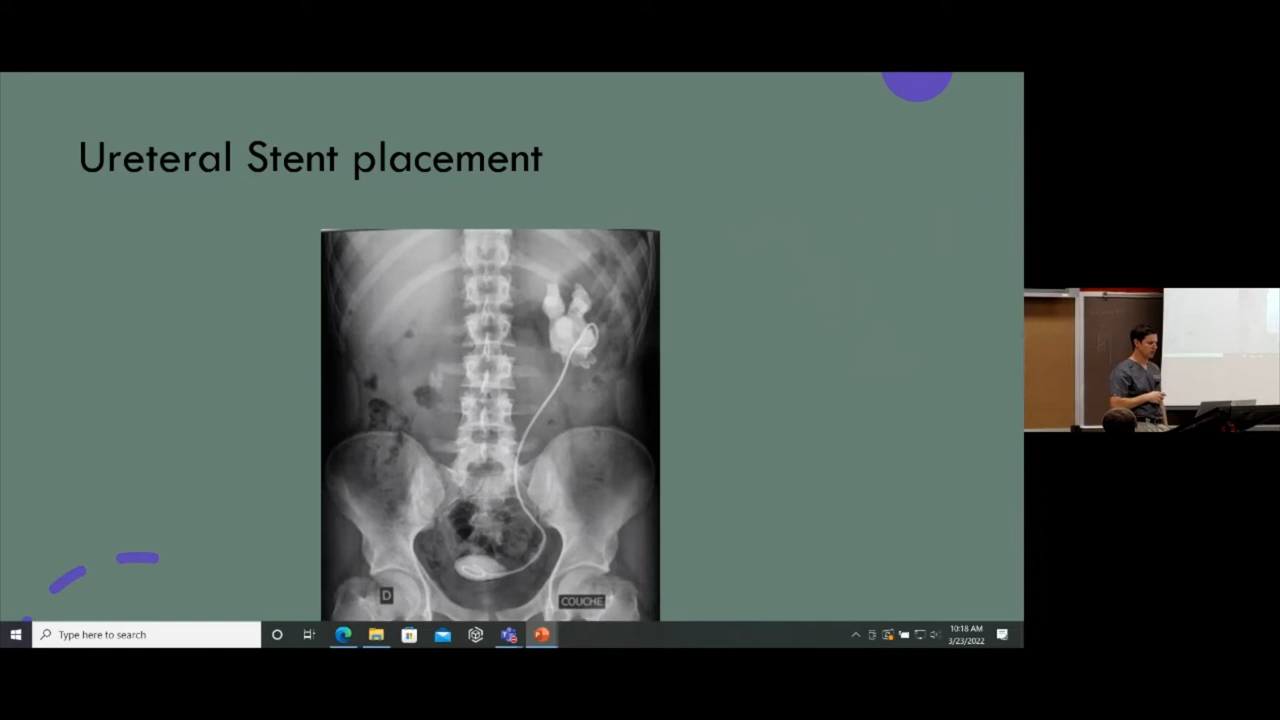 Ureteral Stent placement
D
COUCHE
Type here to search
10:18 AM
3/23/2022